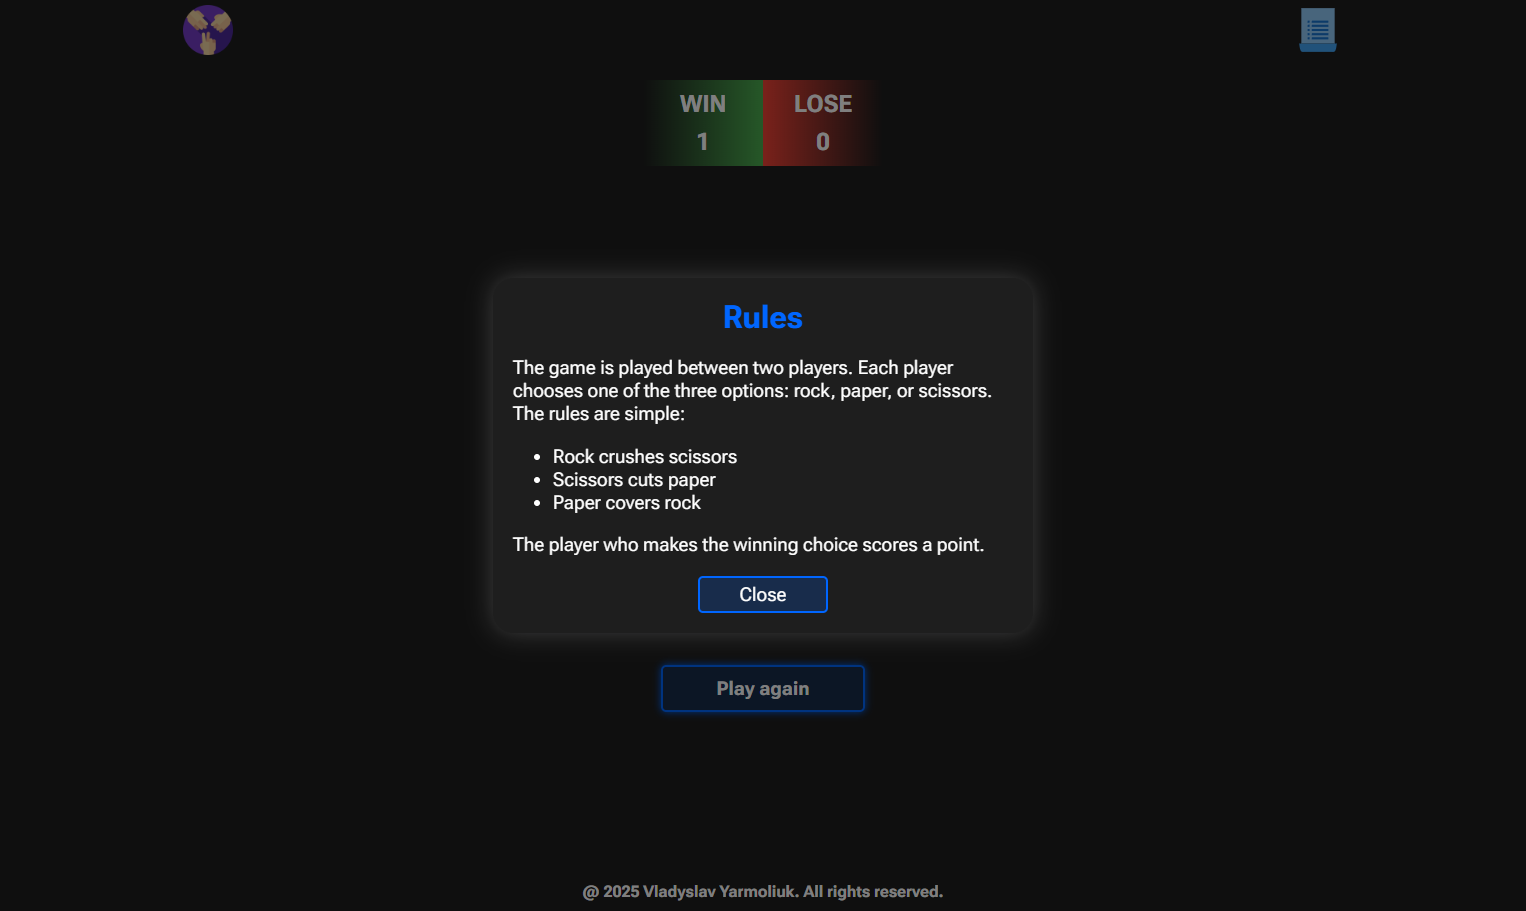 WIN LOSE
1 0
Rules
The game is played between two players. Each player
chooses one of the three options: rock, paper, or scissors.
The rules are simple:
• Rock crushes scissors
• Scissors cuts paper
• Paper covers rock
The player who makes the winning choice scores a point.
Close
Play again
@ 2025 Vladyslav Yarmoliuk. All rights reserved.